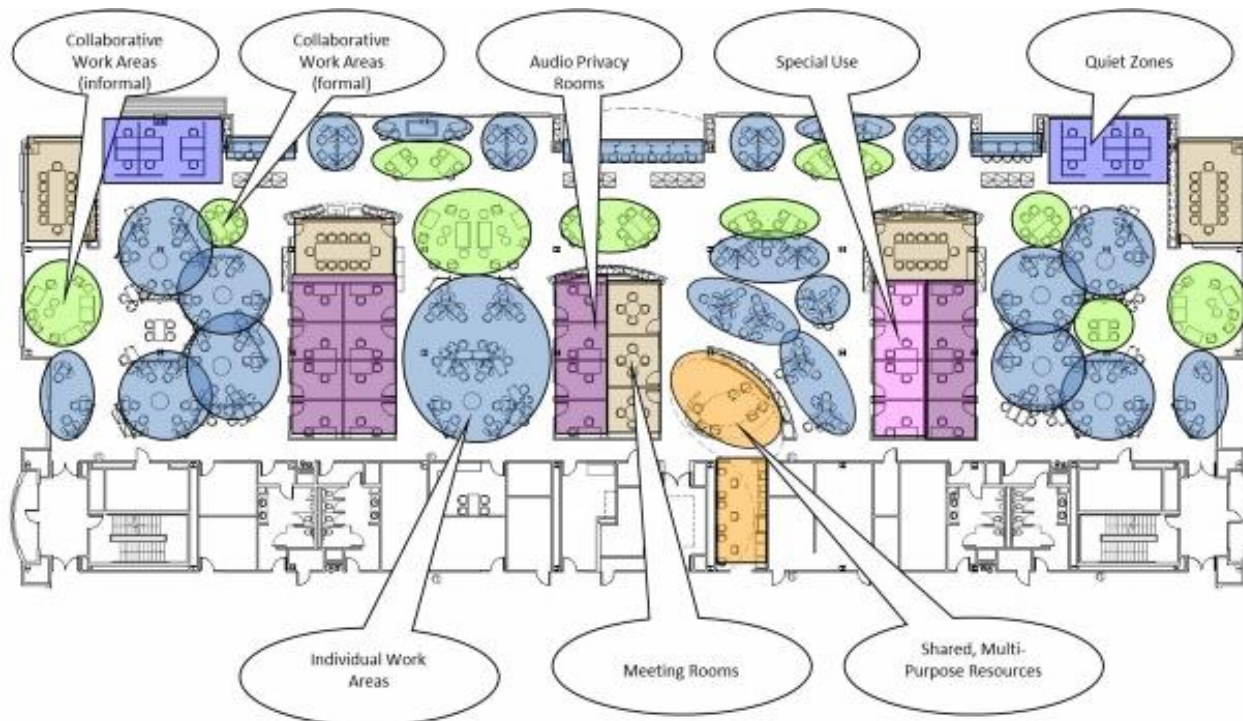 Collaborative
Work Areas
(informal)
Collaborative
Work Areas
(formal)
Audio Privacy
Rooms
Special Use
Quiet Zones
Individual Work
Areas
Meeting Rooms
Shared, Multi-
Purpose Resources